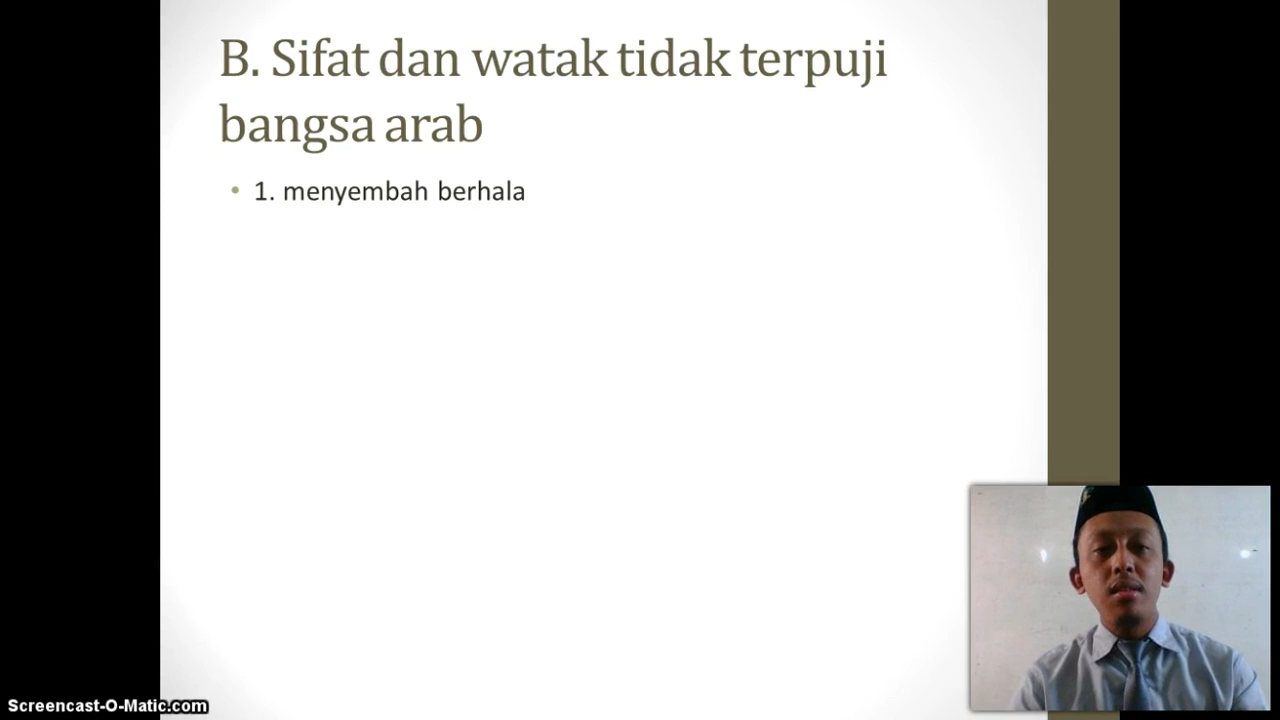 B. Sifat dan watak tidak terpuji
bangsa arab
• 1. menyembah berhala
Screencast-O-Matic.com